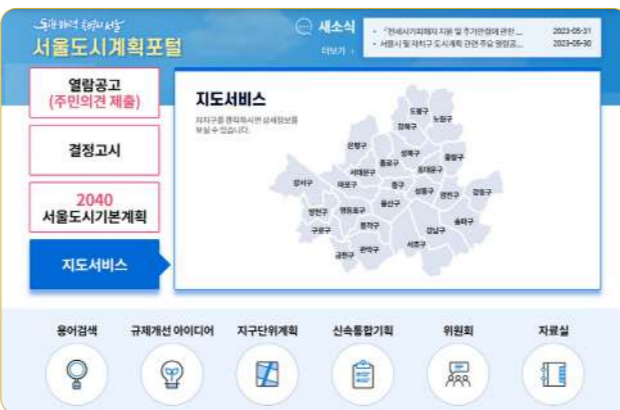 동행·매력 특별시 서울
서울도시계획포털
새소식
더보기
「전세사기피해자 지원 및 주거안정에 관한 ... 2023-05-31
서울시 및 자치구 도시계획 관련 주요 열람공... 2023-05-30
열람공고
(주민의견 제출)
결정고시
2040
서울도시기본계획
지도서비스
지도서비스
자치구를 클릭하시면 상세정보를
보실 수 있습니다.
도봉구
노원구
강북구
은평구
성북구
중랑구
종로구
동대문구
서대문구
강서구
마포구
중구
성동구
광진구
강동구
용산구
양천구
영등포구
동작구
송파구
구로구
강남구
서초구
관악구
금천구
용어검색
규제개선 아이디어
지구단위계획
신속통합기획
위원회
자료실